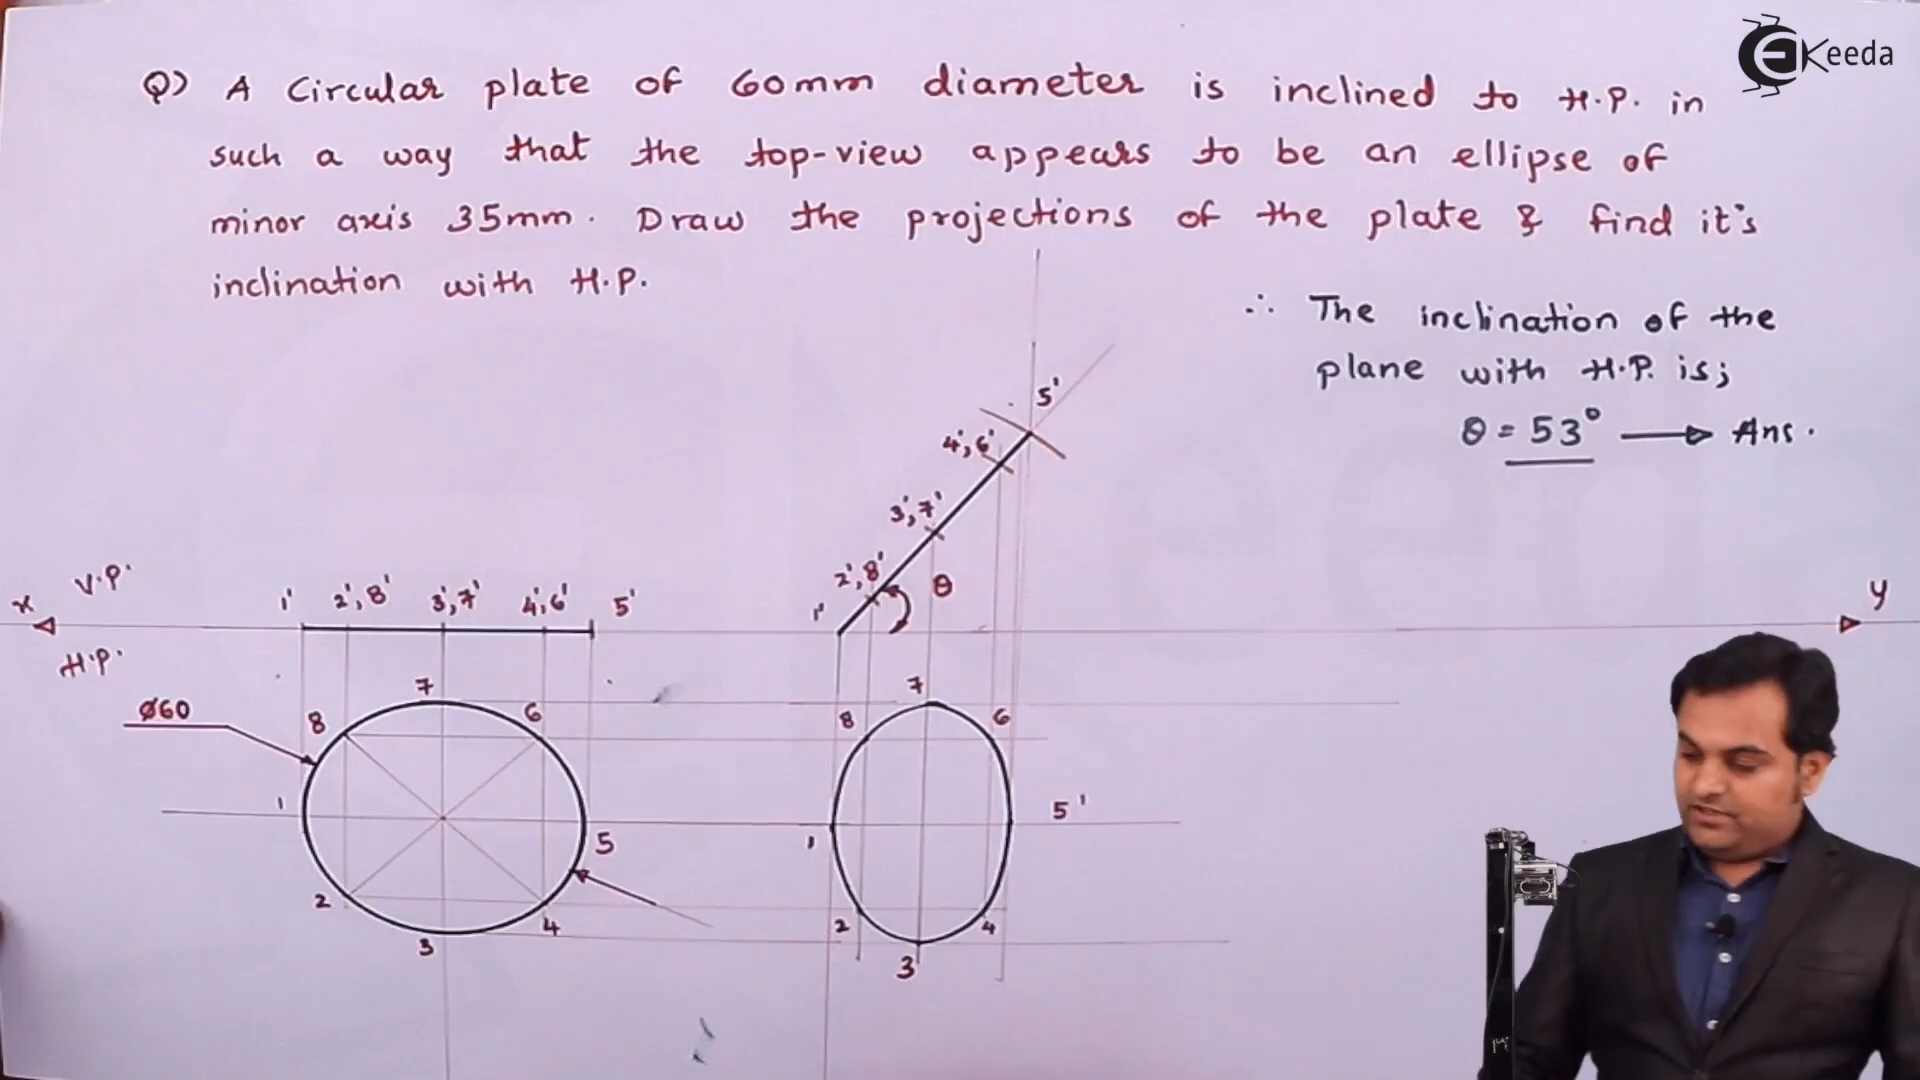 EKeeda
Q) A Circular plate of 60mm diameter is inclined to H.P. in
such a way that the top-view appears to be an ellipse of
minor axis 35mm. Draw the projections of the plate & find it's
inclination with H.P.
∴ The inclination of the
plane with H.P. is;
θ = 53° → Ans.
5'
4', 6'
3', 7'
2', 8'
θ
1'
x
V.P.
H.P.
1' 2', 8' 3', 7' 4', 6' 5'
y
Ø60
7
8
6
1
5
2
4
3
7
8
6
1
5'
2
4
3